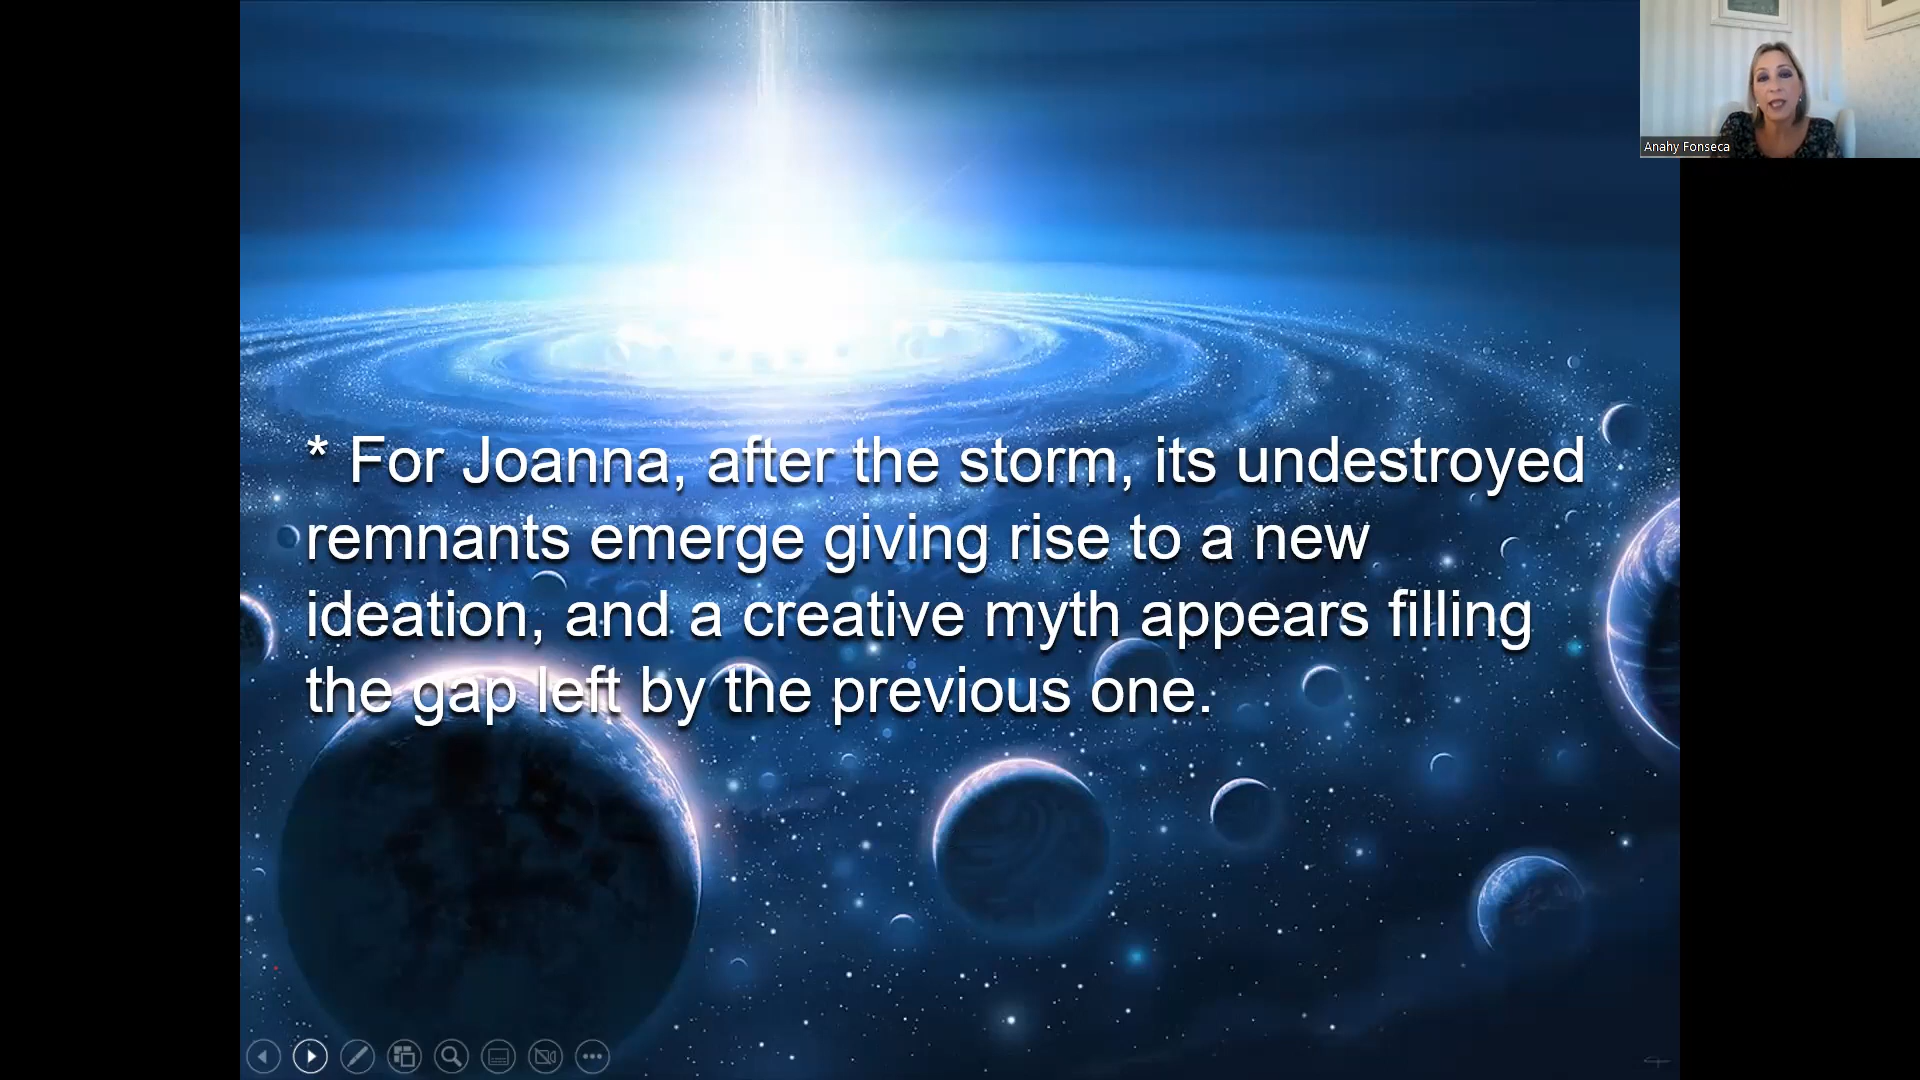 Anahy Fonseca
* For Joanna, after the storm, its undestroyed
remnants emerge giving rise to a new
ideation, and a creative myth appears filling
the gap left by the previous one.